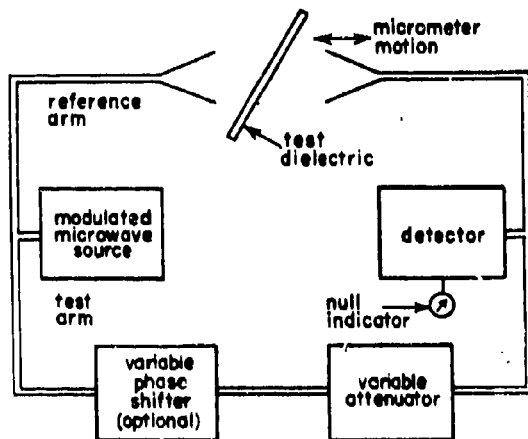 micrometer
motion
reference
arm
test
dielectric
modulated
microwave
source
detector
test
arm
null
indicator
variable
phase
shifter
(optional)
variable
attenuator